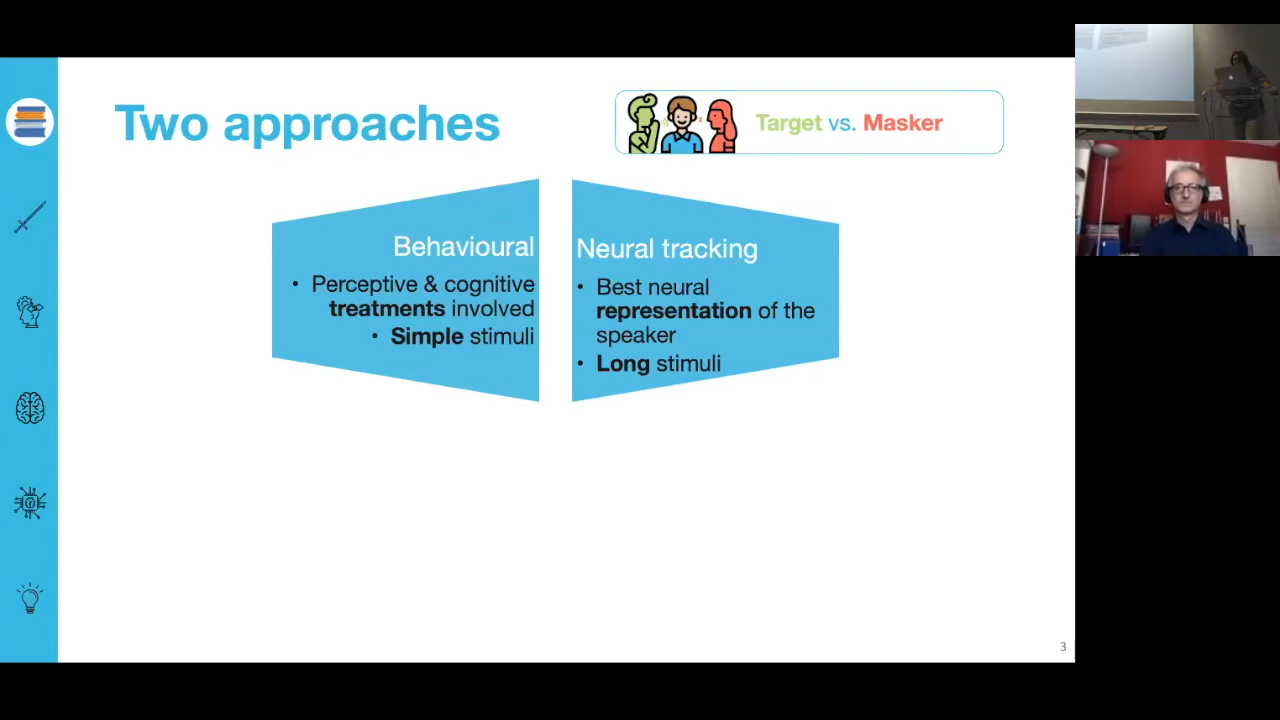 Two approaches
Target vs. Masker
Behavioural
• Perceptive & cognitive
treatments involved
• Simple stimuli
Neural tracking
• Best neural
representation of the
speaker
• Long stimuli
3